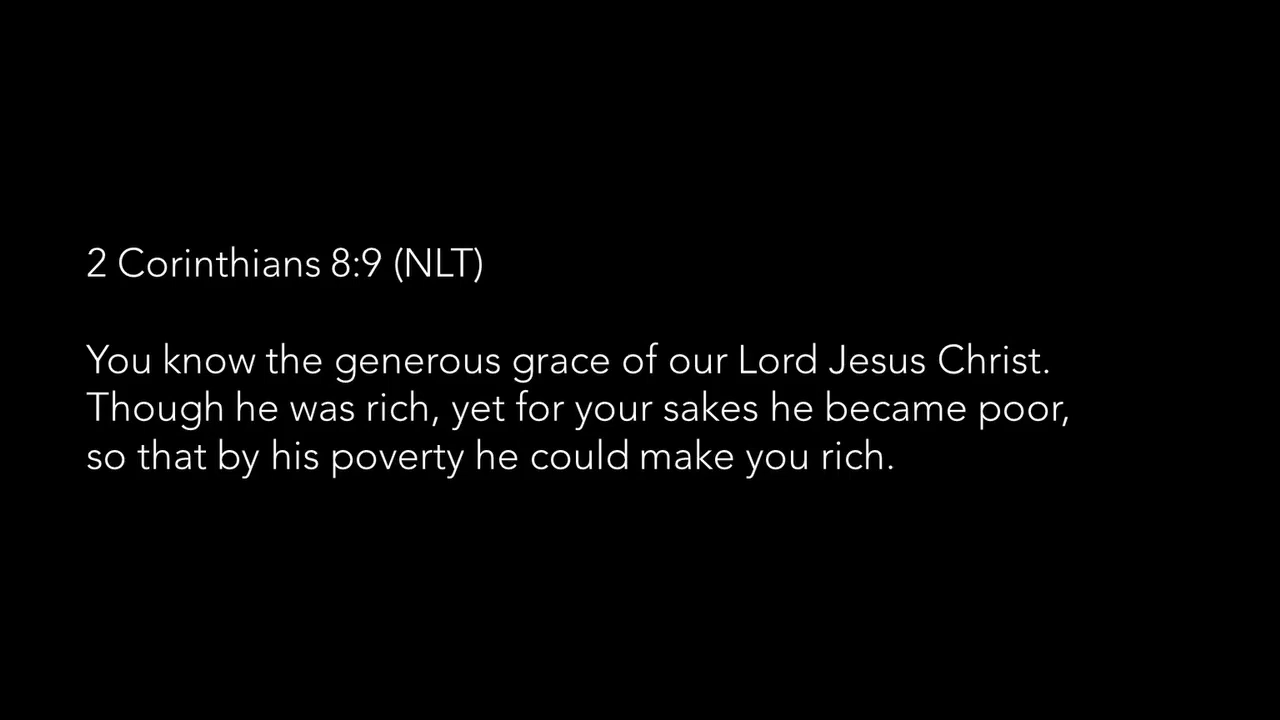 2 Corinthians 8:9 (NLT)
You know the generous grace of our Lord Jesus Christ.
Though he was rich, yet for your sakes he became poor,
so that by his poverty he could make you rich.